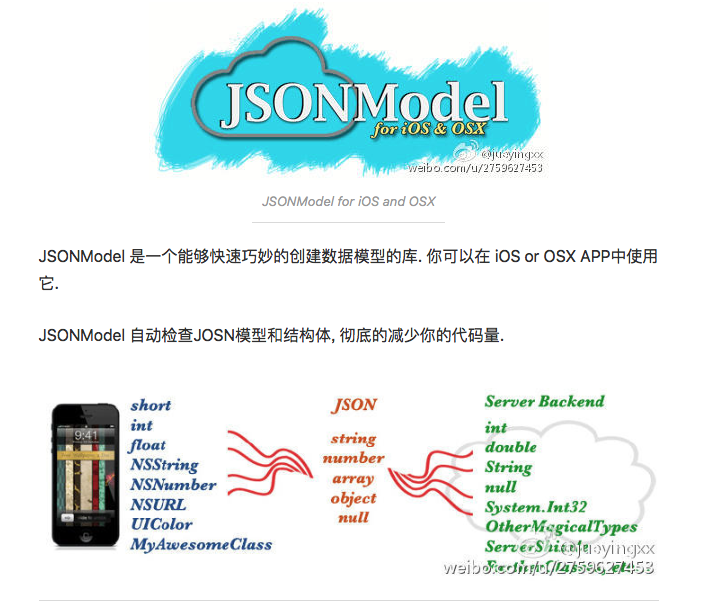 JSONModel
for iOS & OSX
@jueyingxx
weibo.com/u/2759627453
JSONModel for iOS and OSX
JSONModel 是一个能够快速巧妙的创建数据模型的库. 你可以在 iOS or OSX APP中使用
它.
JSONModel 自动检查JOSN模型和结构体, 彻底的减少你的代码量.
9:41
short
int
float
NSString
NSNumber
NSURL
UIColor
MyAwesomeClass
JSON
string
number
array
object
null
Server Backend
int
double
String
null
System.Int32
OtherMagicalTypes
@jueyingxx
weibo.com/u/2759627453